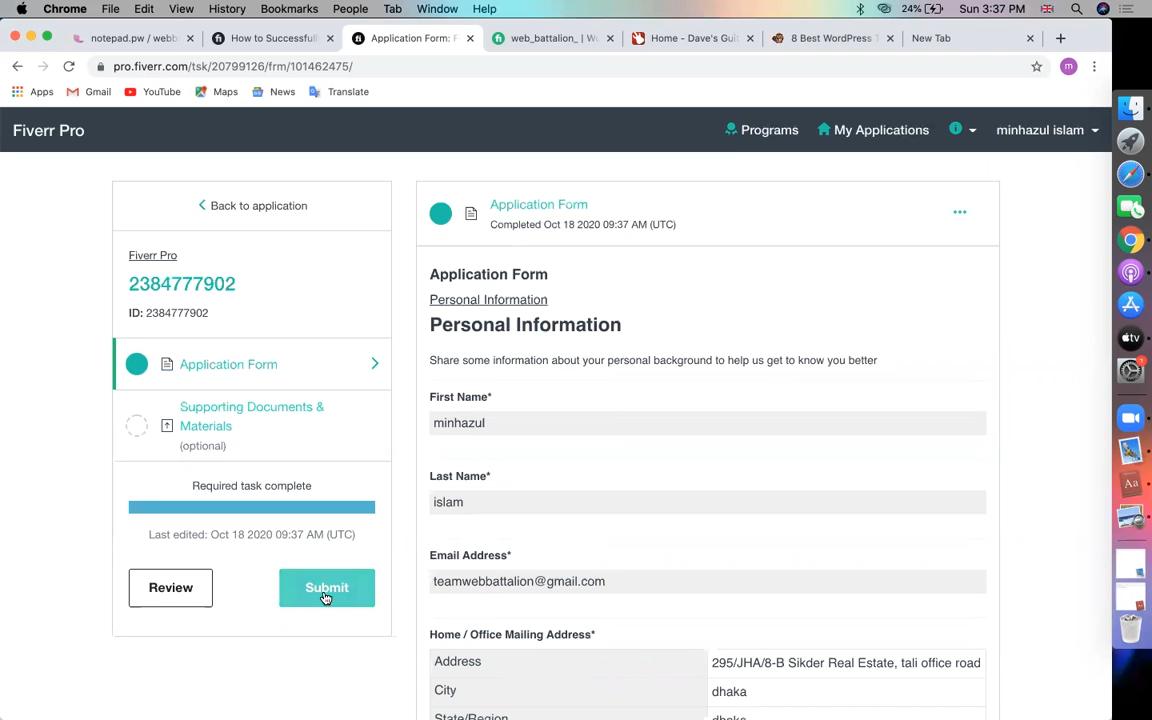 Chrome File Edit View History Bookmarks People Tab Window Help 24% Sun 3:37 PM
notepad.pw / webb
How to Successfull
Application Form: F
web_battalion_ | W
Home - Dave's Gui
8 Best WordPress T
New Tab
pro.fiverr.com/tsk/20799126/frm/101462475/
m
Apps Gmail YouTube Maps News Translate
Fiverr Pro
Programs My Applications minhazul islam
Back to application
Fiverr Pro
2384777902
ID: 2384777902
Application Form
Supporting Documents &
Materials
(optional)
Required task complete
Last edited: Oct 18 2020 09:37 AM (UTC)
Review Submit
Application Form
Completed Oct 18 2020 09:37 AM (UTC)
Application Form
Personal Information
Personal Information
Share some information about your personal background to help us get to know you better
First Name*
minhazul
Last Name*
islam
Email Address*
teamwebbattalion@gmail.com
Home / Office Mailing Address*
Address 295/JHA/8-B Sikder Real Estate, tali office road
City dhaka
State/Region dhaka
tv
1
Aa